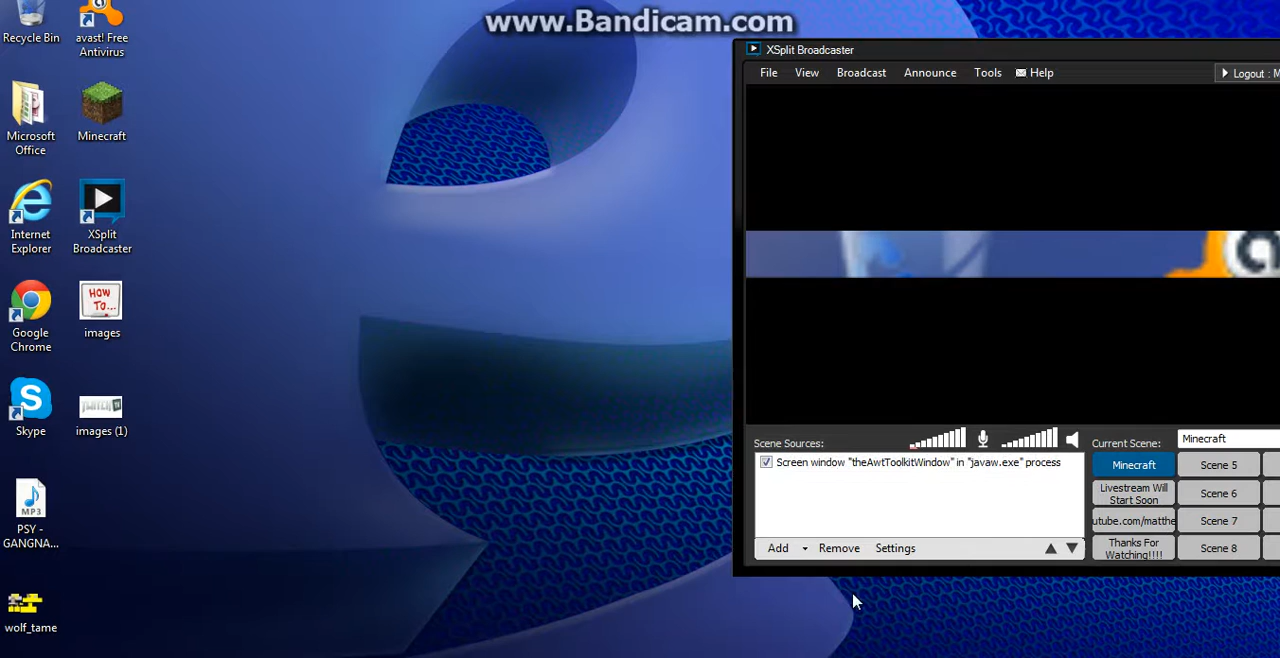 www.Bandicam.com
Recycle Bin
avast! Free
Antivirus
Microsoft
Office
Minecraft
Internet
Explorer
XSplit
Broadcaster
Google
Chrome
HOW
TO...
images
Skype
images (1)
MP3
PSY -
GANGNA...
wolf_tame
XSplit Broadcaster
File View Broadcast Announce Tools Help
Logout : M
Scene Sources:
Current Scene: Minecraft
Screen window "theAwtToolkitWindow" in "javaw.exe" process
Minecraft
Scene 5
Livestream Will
Start Soon
Scene 6
utube.com/matthe
Scene 7
Thanks For
Watching!!!!
Scene 8
Add Remove Settings